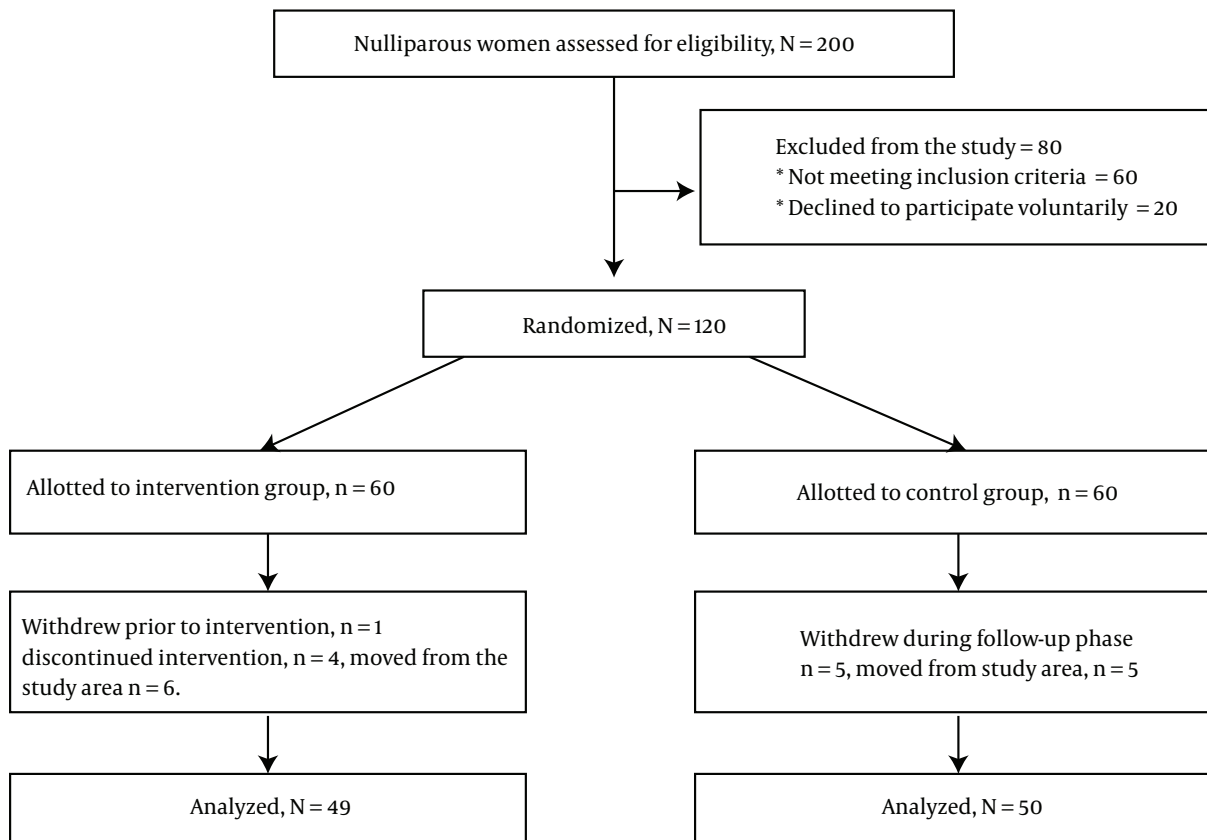 Nulliparous women assessed for eligibility, N = 200
Excluded from the study = 80
* Not meeting inclusion criteria = 60
* Declined to participate voluntarily = 20
Randomized, N = 120
Allotted to intervention group, n = 60
Allotted to control group, n = 60
Withdrew prior to intervention, n = 1
discontinued intervention, n = 4, moved from the
study area n = 6.
Withdrew during follow-up phase
n = 5, moved from study area, n = 5
Analyzed, N = 49
Analyzed, N = 50